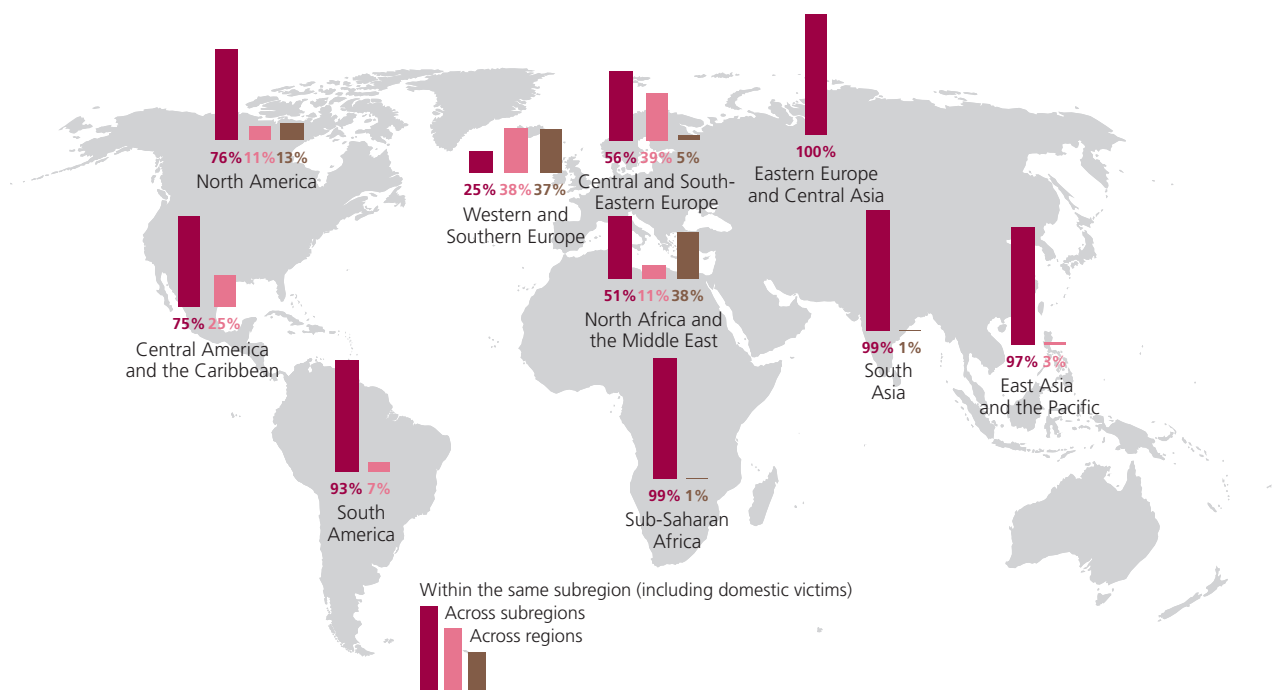 76% 11% 13%
North America
25% 38% 37%
Western and
Southern Europe
56% 39% 5%
Central and South-
Eastern Europe
100%
Eastern Europe
and Central Asia
75% 25%
Central America
and the Caribbean
51% 11% 38%
North Africa and
the Middle East
99% 1%
South
Asia
97% 3%
East Asia
and the Pacific
93% 7%
South
America
99% 1%
Sub-Saharan
Africa
Within the same subregion (including domestic victims)
Across subregions
Across regions